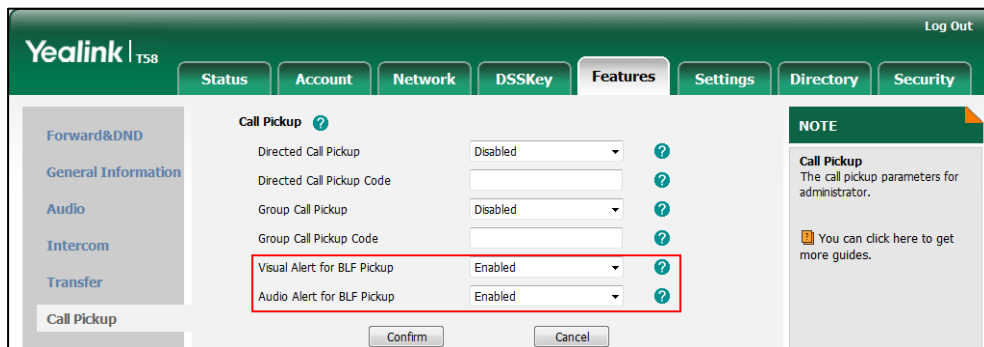 Log Out
Yealink T58
Status Account Network DSSKey Features Settings Directory Security
Forward&DND
General Information
Audio
Intercom
Transfer
Call Pickup
Call Pickup ?
Directed Call Pickup Disabled ?
Directed Call Pickup Code ?
Group Call Pickup Disabled ?
Group Call Pickup Code ?
Visual Alert for BLF Pickup Enabled ?
Audio Alert for BLF Pickup Enabled ?
Confirm Cancel
NOTE
Call Pickup
The call pickup parameters for
administrator.
? You can click here to get
more guides.